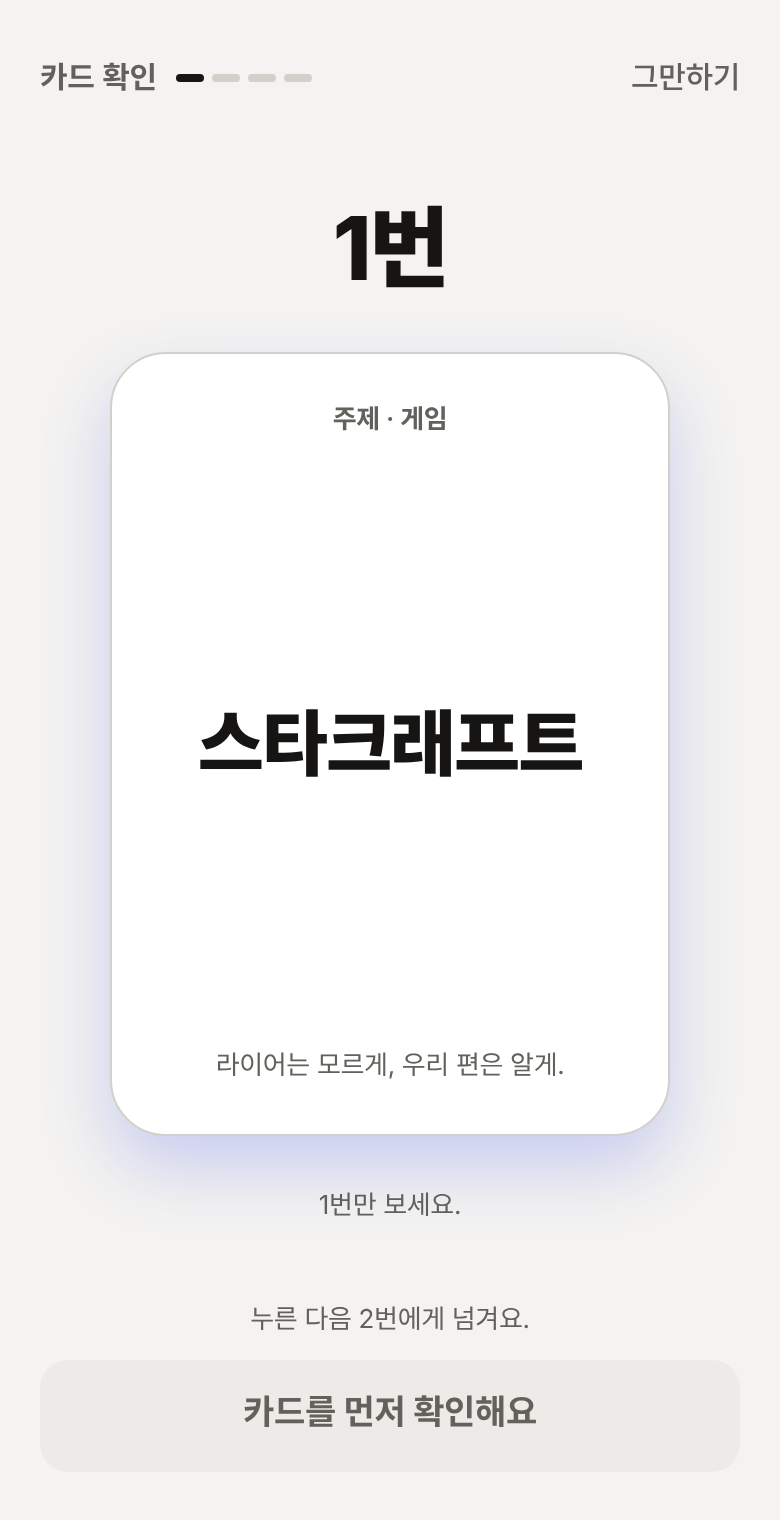 카드 확인
그만하기
1번
주제 · 게임
스타크래프트
라이어는 모르게, 우리 편은 알게.
1번만 보세요.
누른 다음 2번에게 넘겨요.
카드를 먼저 확인해요